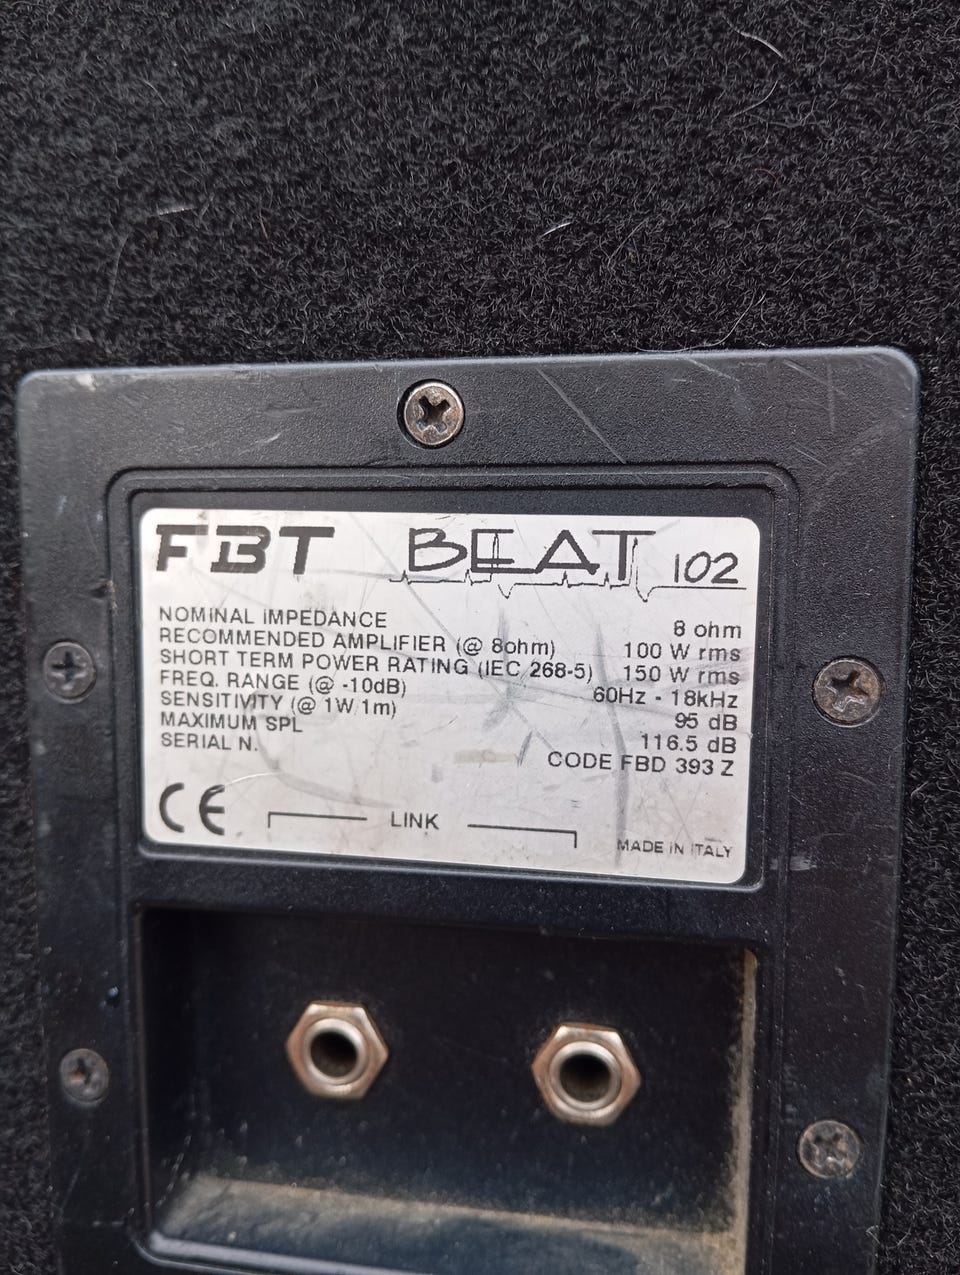 FBT BEAT 102
NOMINAL IMPEDANCE 8 ohm
RECOMMENDED AMPLIFIER (@ 8ohm) 100 W rms
SHORT TERM POWER RATING (IEC 268-5) 150 W rms
FREQ. RANGE (@ -10dB) 60Hz - 18kHz
SENSITIVITY (@ 1W 1m) 95 dB
MAXIMUM SPL 116.5 dB
SERIAL N. CODE FBD 393 Z
CE LINK MADE IN ITALY